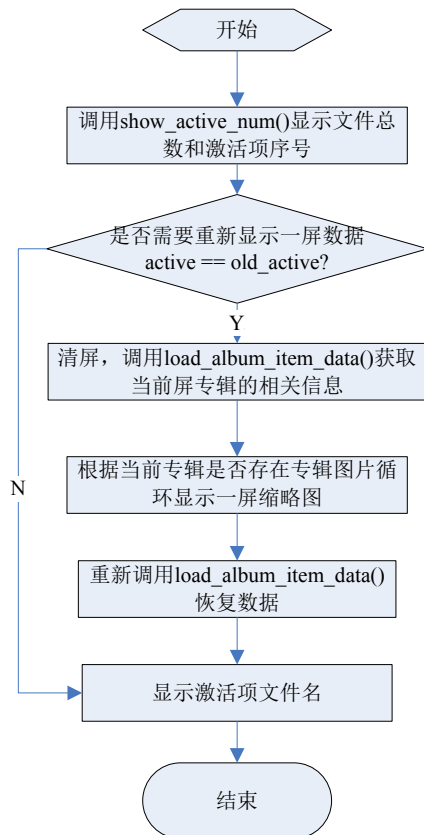 开始
调用show_active_num()显示文件总
数和激活项序号
是否需要重新显示一屏数据
active == old_active?
Y
清屏，调用load_album_item_data()获取
当前屏专辑的相关信息
N
根据当前专辑是否存在专辑图片循
环显示一屏缩略图
重新调用load_album_item_data()
恢复数据
显示激活项文件名
结束